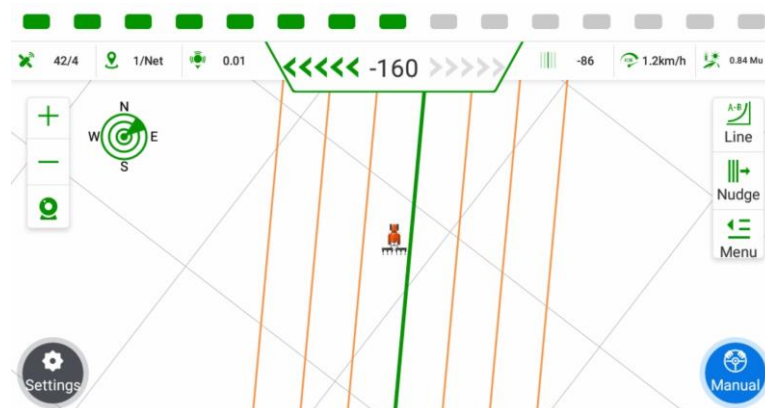 42/4 1/Net 0.01 -160 -86 1.2km/h 0.84 Mu
N
W E
S
A-B
Line
Nudge
Menu
Settings
Manual